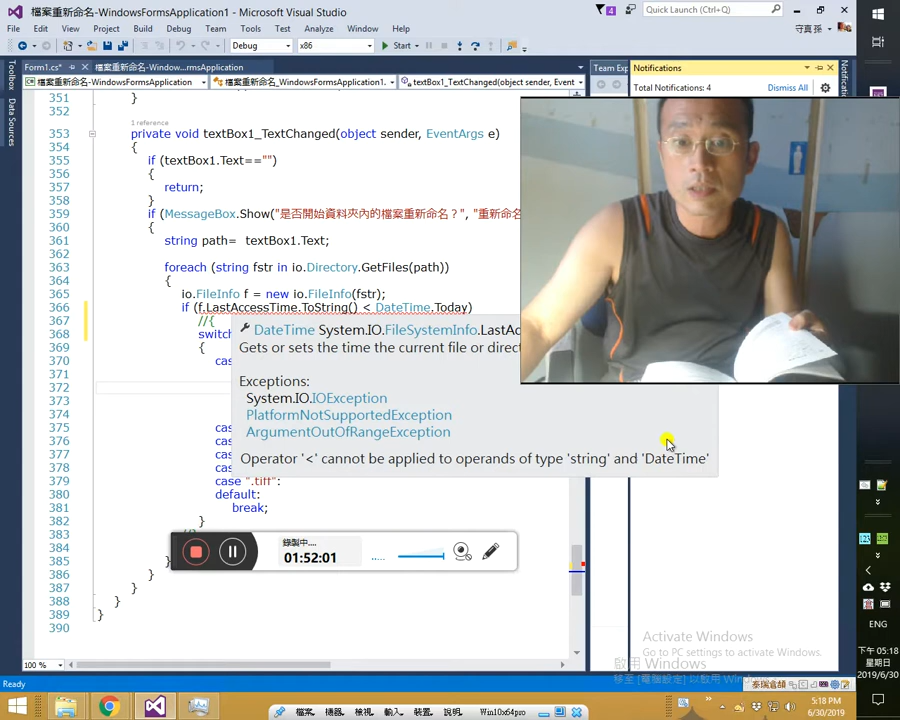 檔案重新命名-WindowsFormsApplication1 - Microsoft Visual Studio
4
Quick Launch (Ctrl+Q)
File Edit View Project Build Debug Team Tools Test Analyze Window Help
守真孫
Debug x86 Start
Form1.cs* 檔案重新命名-Window...rmsApplication
Team Exp
Notifications
Total Notifications: 4 Dismiss All
檔案重新命名-WindowsFormsApplication 檔案重新命名_WindowsFormsApplication1. textBox1_TextChanged(object sender, Event
Toolbox
Data Sources
Notifications
351 }
352
1 reference
353 private void textBox1_TextChanged(object sender, EventArgs e)
354 {
355 if (textBox1.Text=="")
356 {
357 return;
358 }
359 if (MessageBox.Show("是否開始資料夾內的檔案重新命名？", "重新命名
360 {
361 string path= textBox1.Text;
362
363 foreach (string fstr in io.Directory.GetFiles(path))
364 {
365 io.FileInfo f = new io.FileInfo(fstr);
366 if (f.LastAccessTime.ToString() < DateTime.Today)
367 //{
368 switch
369 {
370 cas
DateTime System.IO.FileSystemInfo.LastAc
Gets or sets the time the current file or direct
Exceptions:
System.IO.IOException
PlatformNotSupportedException
ArgumentOutOfRangeException
Operator '<' cannot be applied to operands of type 'string' and 'DateTime'
372
373
374
375 cas
376 cas
377 cas
378 cas
379 case ".tiff":
380 default:
381 break;
382 }
383
384
385
386 }
387 }
388 }
389 }
390
錄製中....
01:52:01
100 %
Ready
Activate Windows
Go to PC settings to activate Windows.
啟用 Windows
ENG
下午 05:18
星期日
2019/6/30
5:18 PM
6/30/2019
檔案, 機器, 檢視, 輸入, 裝置, 說明, Win10x64pro